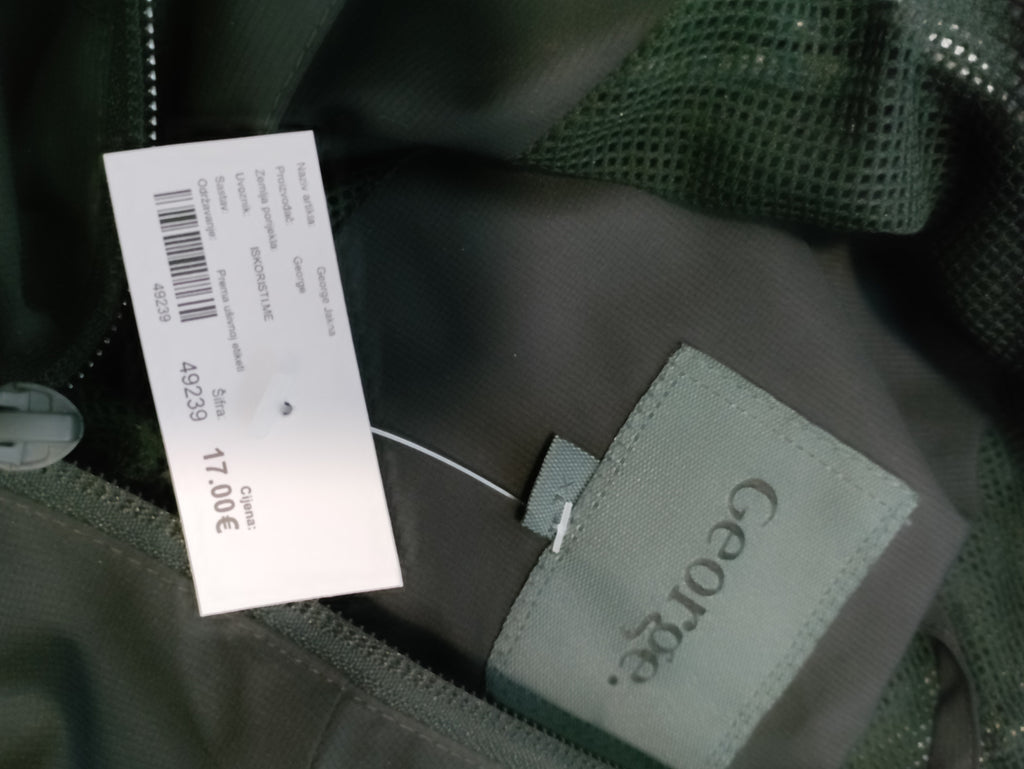 Naziv artikla: George Jakna
Proizvođač: George
Zemlja porijekla:
Uvoznik: ISKORISTI.ME
Sastav:
Održavanje: Prema ušivnoj etiketi
49239
Šifra:
49239
Cijena:
17.00€
George.